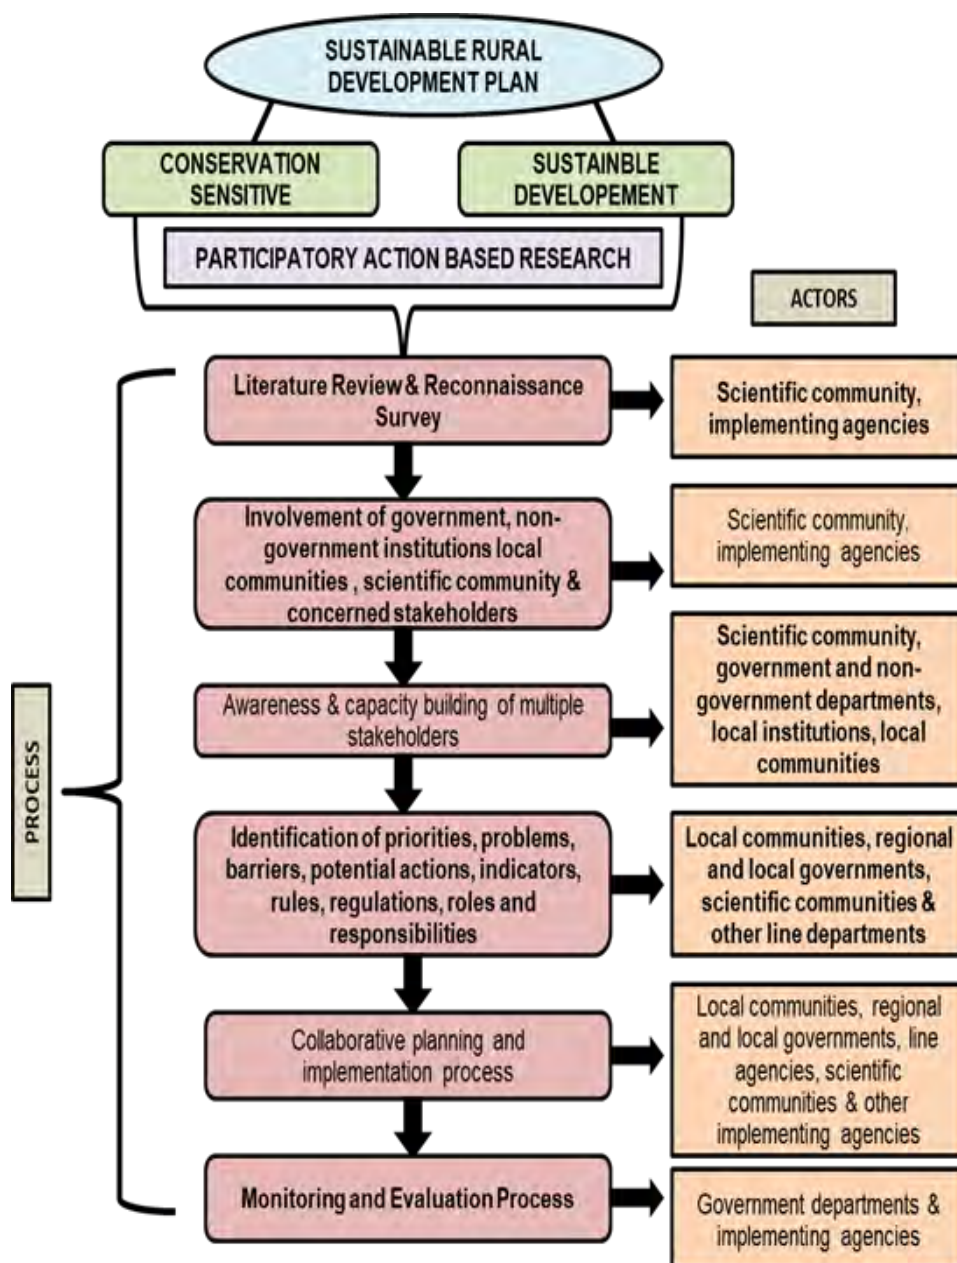 SUSTAINABLE RURAL
DEVELOPMENT PLAN
CONSERVATION
SENSITIVE
SUSTAINBLE
DEVELOPEMENT
PARTICIPATORY ACTION BASED RESEARCH
ACTORS
PROCESS
Literature Review & Reconnaissance
Survey
Scientific community,
implementing agencies
Involvement of government, non-
government institutions local
communities , scientific community &
concerned stakeholders
Scientific community,
implementing agencies
Awareness & capacity building of multiple
stakeholders
Scientific community,
government and non-
government departments,
local institutions, local
communities
Identification of priorities, problems,
barriers, potential actions, indicators,
rules, regulations, roles and
responsibilities
Local communities, regional
and local governments,
scientific communities &
other line departments
Collaborative planning and
implementation process
Local communities, regional
and local governments, line
agencies, scientific
communities & other
implementing agencies
Monitoring and Evaluation Process
Government departments &
implementing agencies